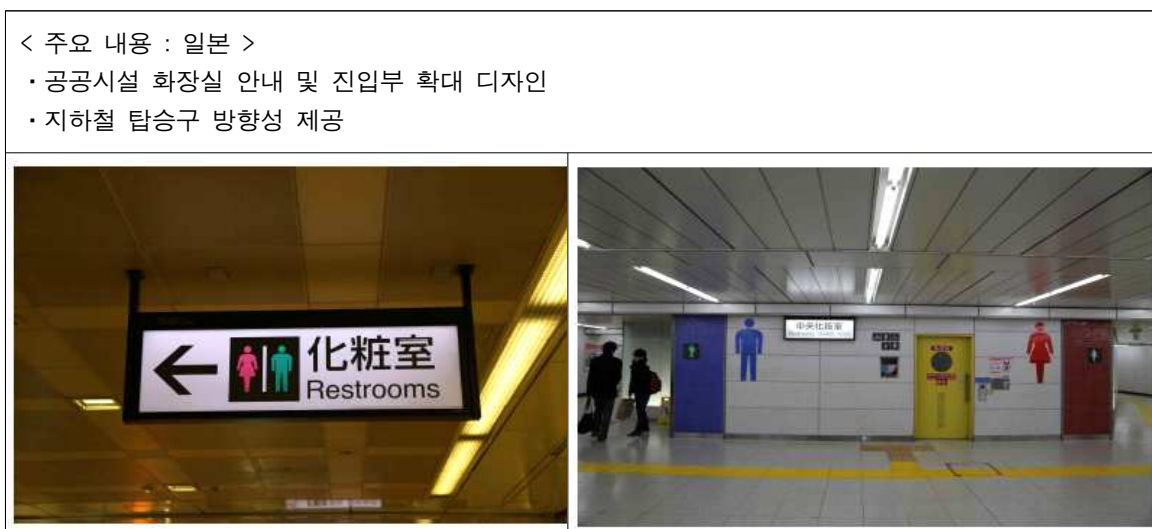 < 주요 내용 : 일본 >
・공공시설 화장실 안내 및 진입부 확대 디자인
・지하철 탑승구 방향성 제공
化粧室
Restrooms
中央化粧室